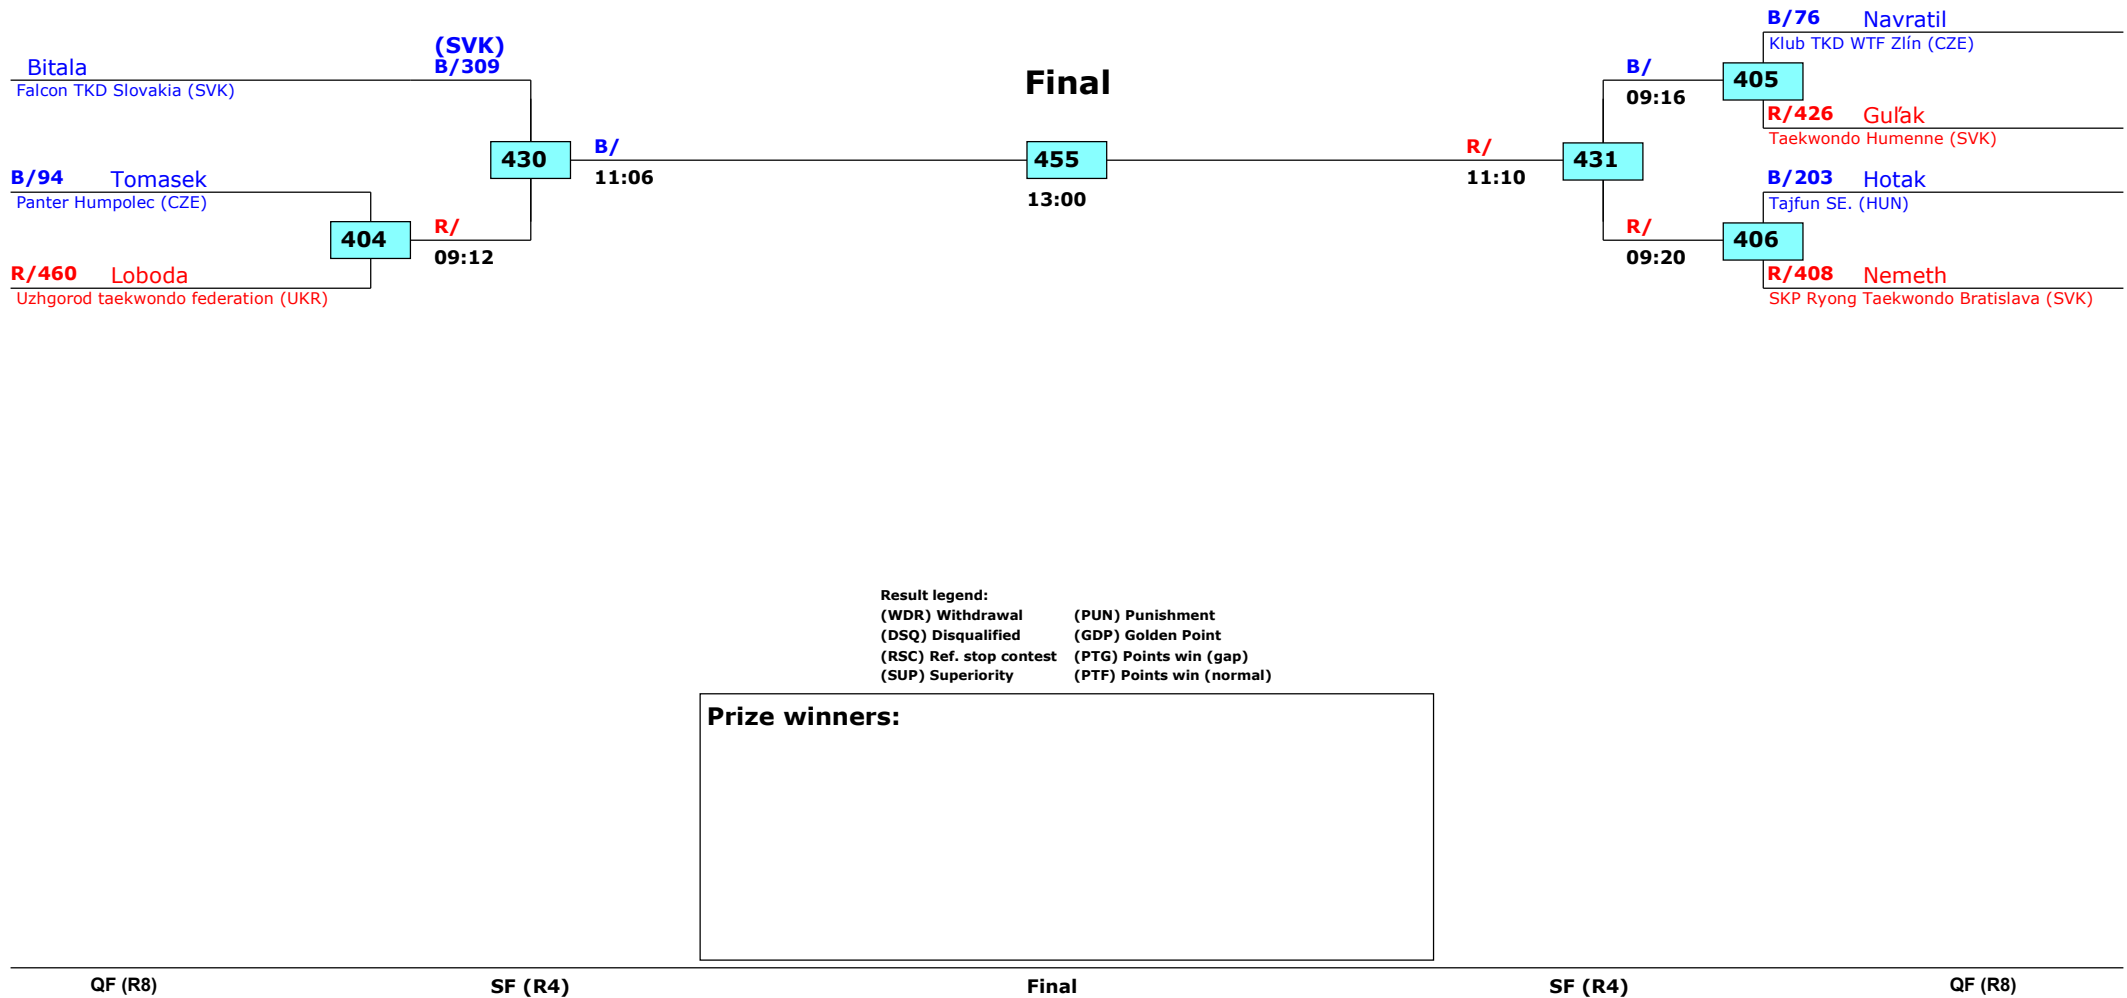 (SVK)
Bitala
B/309
Falcon TKD Slovakia (SVK)
430
B/
11:06
B/94 Tomasek
Panter Humpolec (CZE)
404
R/
09:12
R/460 Loboda
Uzhgorod taekwondo federation (UKR)
Final
455
13:00
B/76 Navratil
Klub TKD WTF Zlín (CZE)
B/
09:16
405
R/426 Guľak
Taekwondo Humenne (SVK)
R/
11:10
431
B/203 Hotak
Tajfun SE. (HUN)
R/
09:20
406
R/408 Nemeth
SKP Ryong Taekwondo Bratislava (SVK)
Result legend:
(WDR) Withdrawal (PUN) Punishment
(DSQ) Disqualified (GDP) Golden Point
(RSC) Ref. stop contest (PTG) Points win (gap)
(SUP) Superiority (PTF) Points win (normal)
Prize winners:
QF (R8) SF (R4) Final SF (R4) QF (R8)